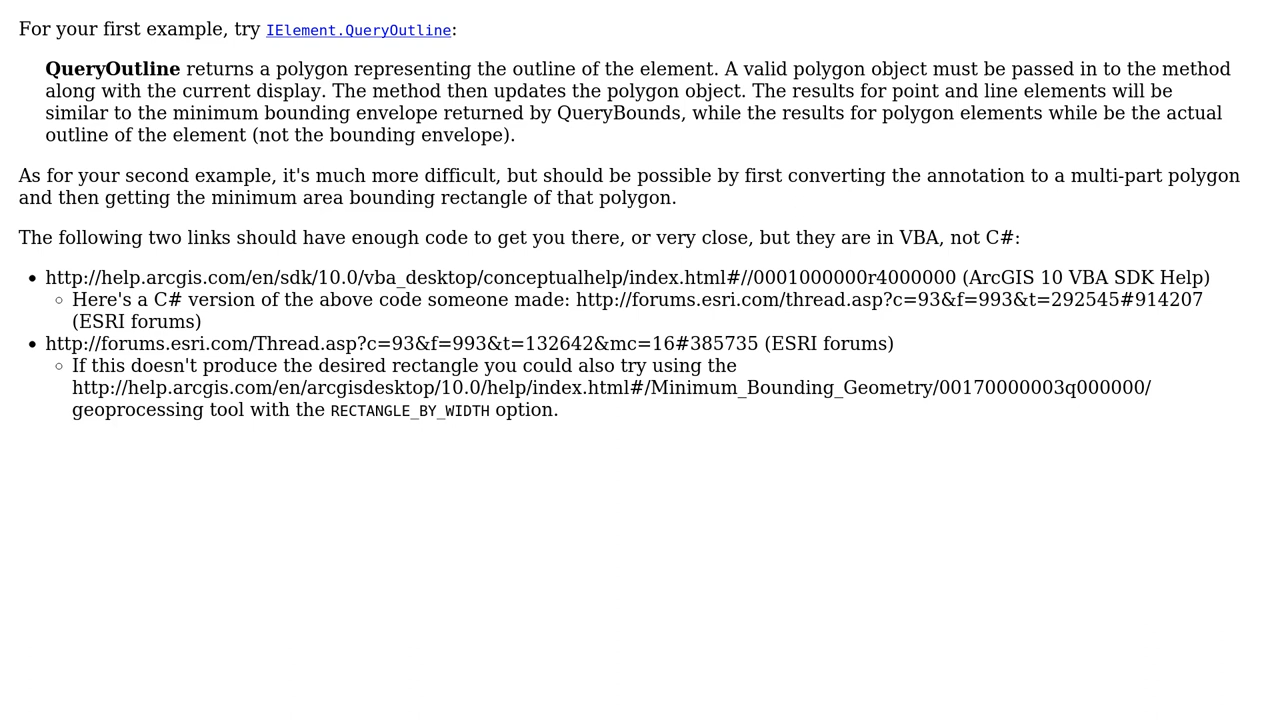 For your first example, try IElement.QueryOutline:
QueryOutline returns a polygon representing the outline of the element. A valid polygon object must be passed in to the method
along with the current display. The method then updates the polygon object. The results for point and line elements will be
similar to the minimum bounding envelope returned by QueryBounds, while the results for polygon elements while be the actual
outline of the element (not the bounding envelope).
As for your second example, it's much more difficult, but should be possible by first converting the annotation to a multi-part polygon
and then getting the minimum area bounding rectangle of that polygon.
The following two links should have enough code to get you there, or very close, but they are in VBA, not C#:
• http://help.arcgis.com/en/sdk/10.0/vba_desktop/conceptualhelp/index.html#//0001000000r4000000 (ArcGIS 10 VBA SDK Help)
◦ Here's a C# version of the above code someone made: http://forums.esri.com/thread.asp?c=93&f=993&t=292545#914207
(ESRI forums)
• http://forums.esri.com/Thread.asp?c=93&f=993&t=132642&mc=16#385735 (ESRI forums)
◦ If this doesn't produce the desired rectangle you could also try using the
http://help.arcgis.com/en/arcgisdesktop/10.0/help/index.html#/Minimum_Bounding_Geometry/00170000003q000000/
geoprocessing tool with the RECTANGLE_BY_WIDTH option.